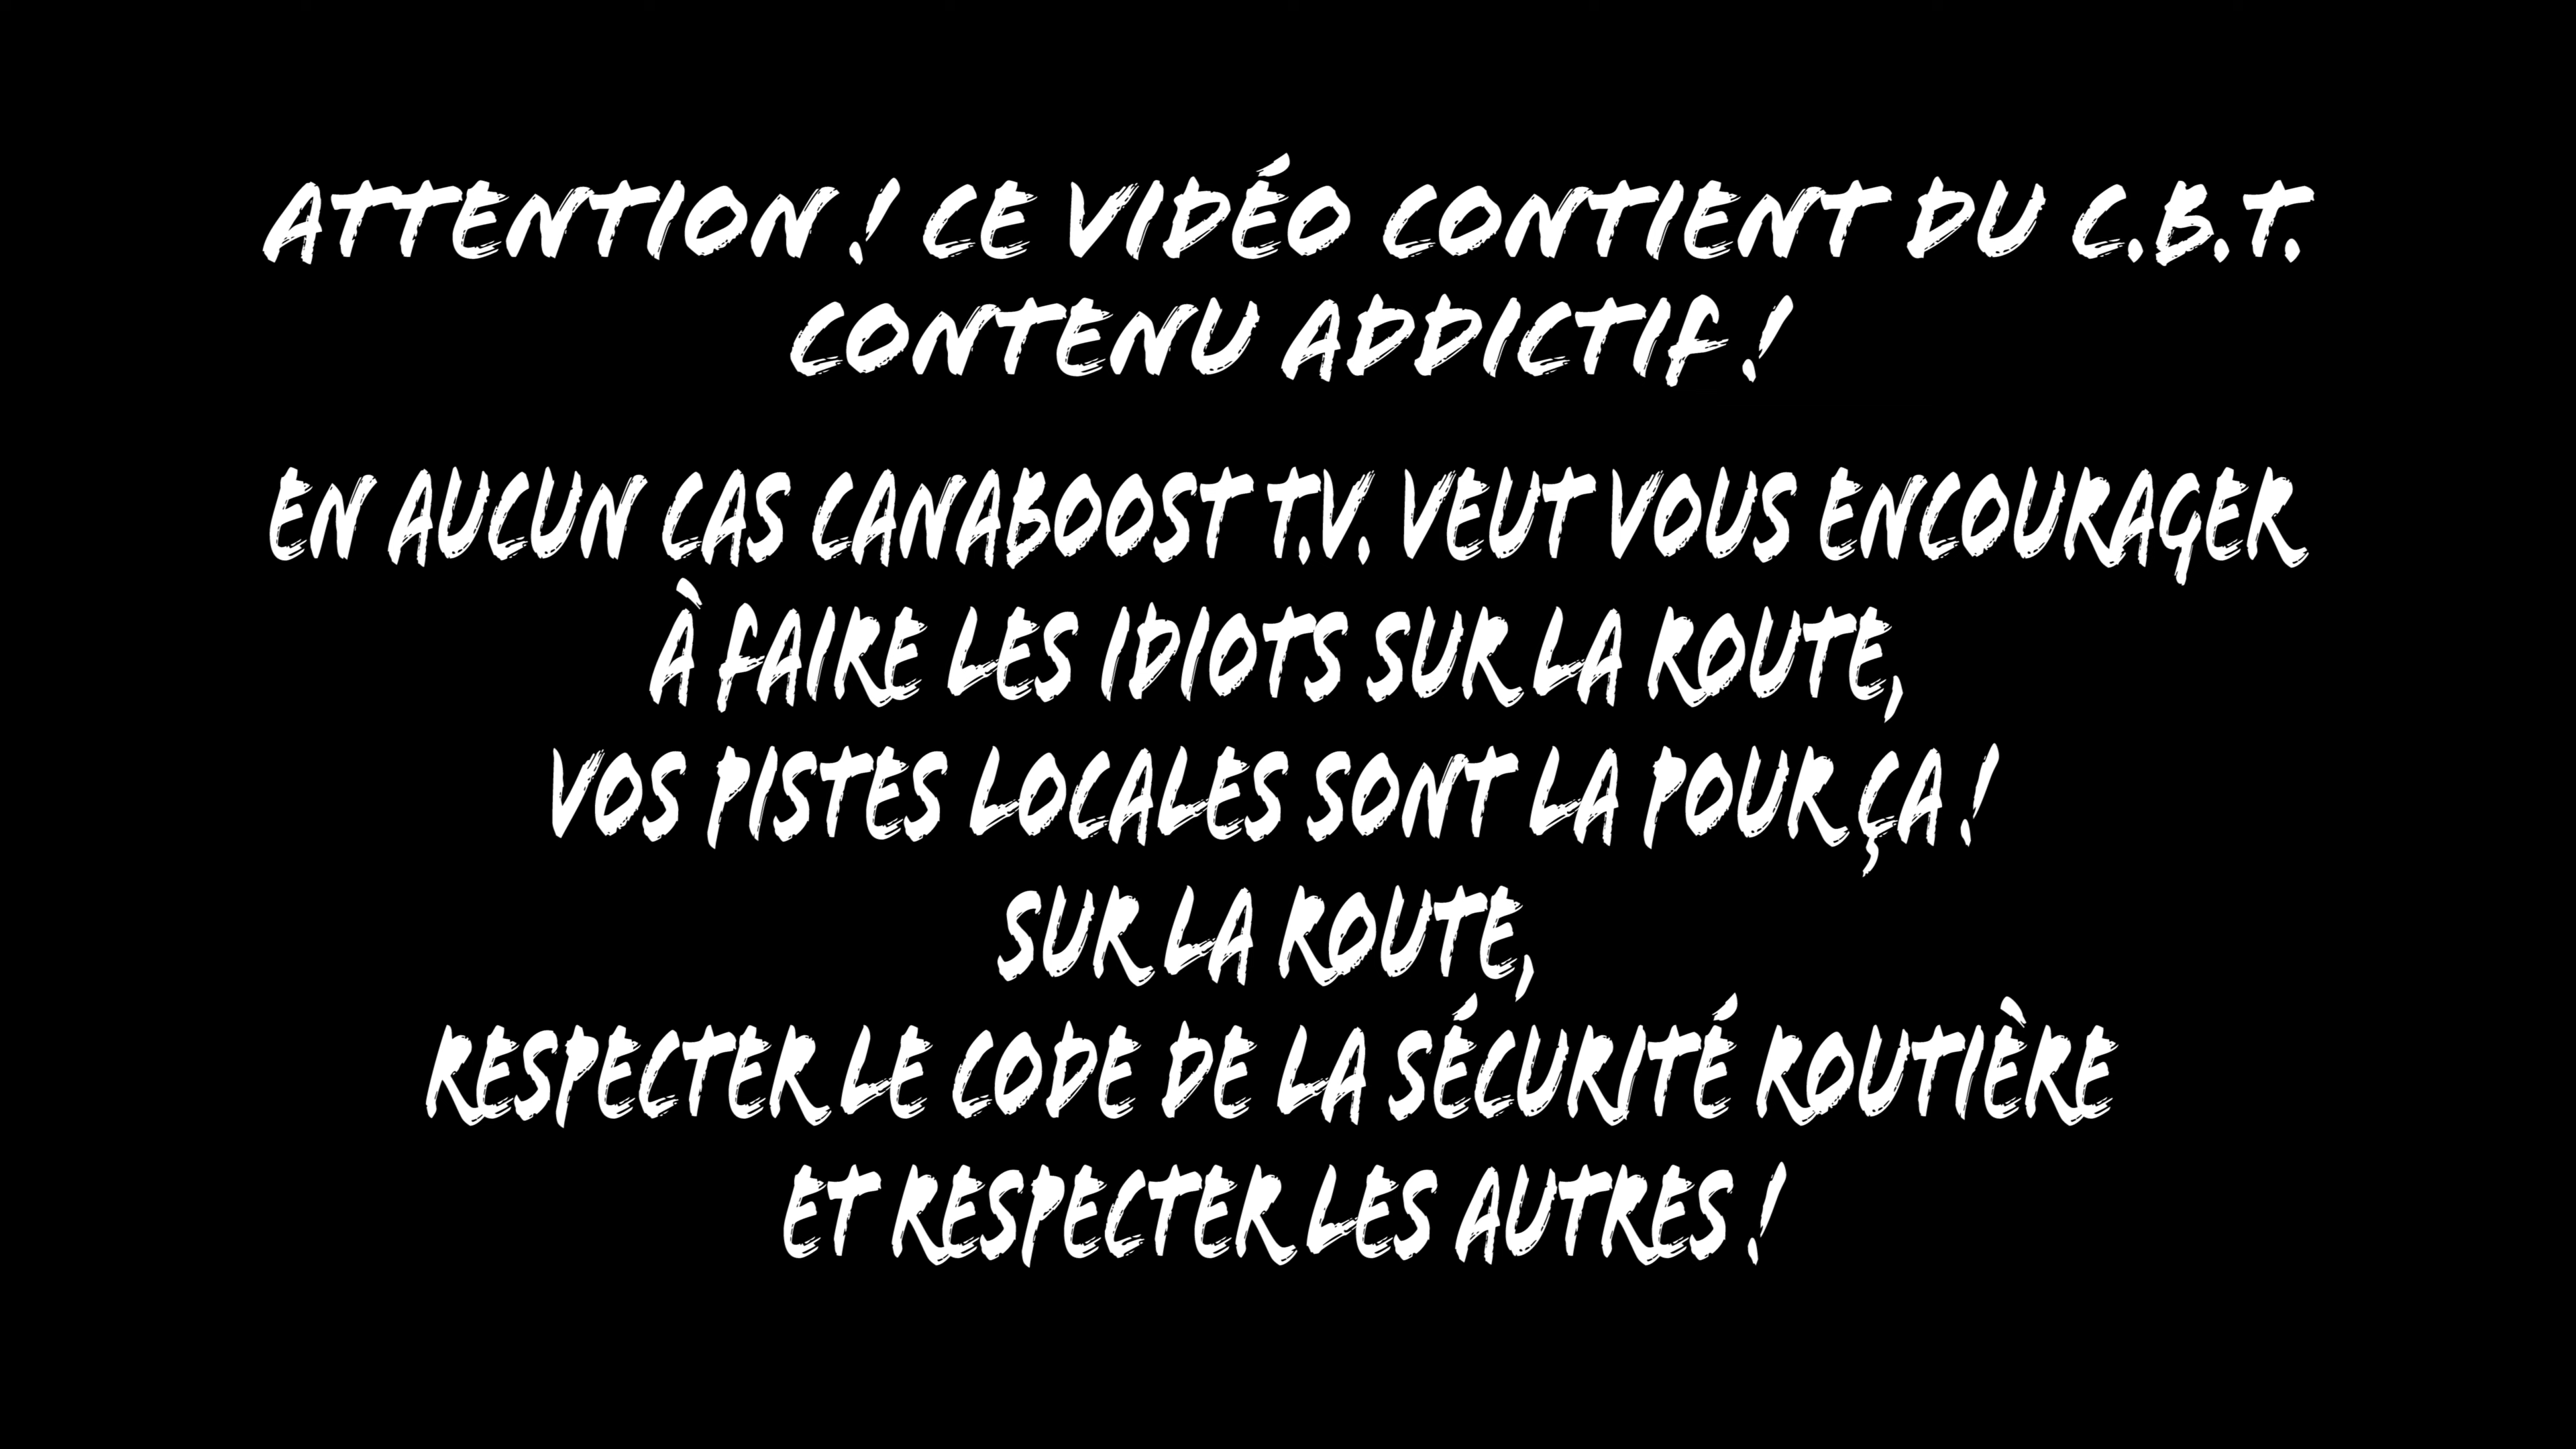 ATTENTION ! CE VIDÉO CONTIENT DU C.B.T.
CONTENU ADDICTIF !
EN AUCUN CAS CANABOOST T.V. VEUT VOUS ENCOURAGER
À FAIRE LES IDIOTS SUR LA ROUTE,
VOS PISTES LOCALES SONT LA POUR ÇA !
SUR LA ROUTE,
RESPECTER LE CODE DE LA SÉCURITÉ ROUTIÈRE
ET RESPECTER LES AUTRES !